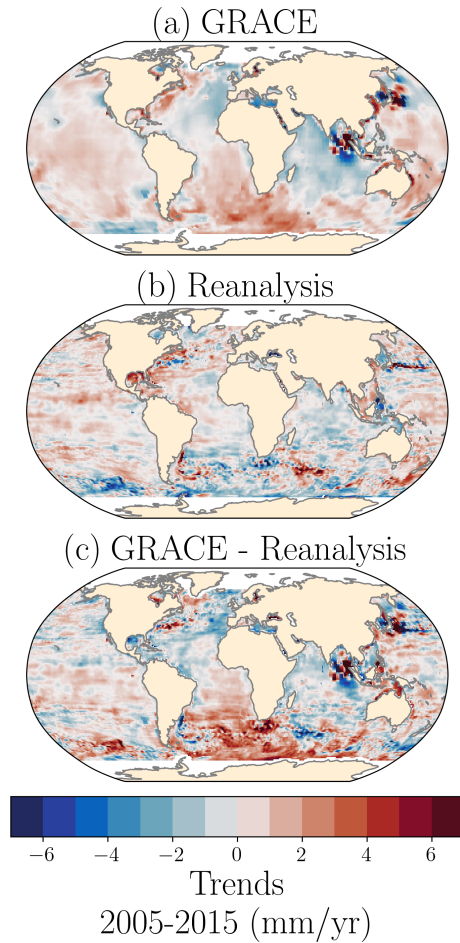 (a) GRACE
(b) Reanalysis
(c) GRACE - Reanalysis
−6 −4 −2 0 2 4 6
Trends
2005-2015 (mm/yr)